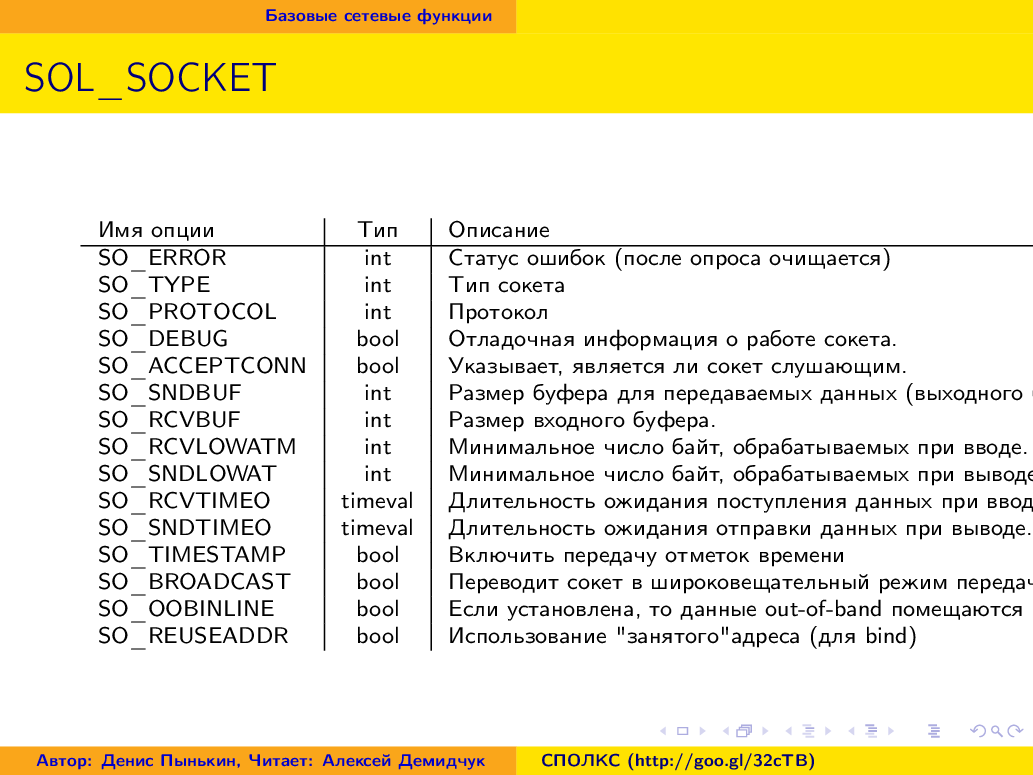 Базовые сетевые функции
SOL_SOCKET
Имя опции Тип Описание
SO_ERROR int Статус ошибок (после опроса очищается)
SO_TYPE int Тип сокета
SO_PROTOCOL int Протокол
SO_DEBUG bool Отладочная информация о работе сокета.
SO_ACCEPTCONN bool Указывает, является ли сокет слушающим.
SO_SNDBUF int Размер буфера для передаваемых данных (выходного
SO_RCVBUF int Размер входного буфера.
SO_RCVLOWATM int Минимальное число байт, обрабатываемых при вводе.
SO_SNDLOWAT int Минимальное число байт, обрабатываемых при выводе
SO_RCVTIMEO timeval Длительность ожидания поступления данных при ввод
SO_SNDTIMEO timeval Длительность ожидания отправки данных при выводе.
SO_TIMESTAMP bool Включить передачу отметок времени
SO_BROADCAST bool Переводит сокет в широковещательный режим передач
SO_OOBINLINE bool Если установлена, то данные out-of-band помещаются
SO_REUSEADDR bool Использование "занятого"адреса (для bind)
Автор: Денис Пынькин, Читает: Алексей Демидчук СПОЛКС (http://goo.gl/32cTB)